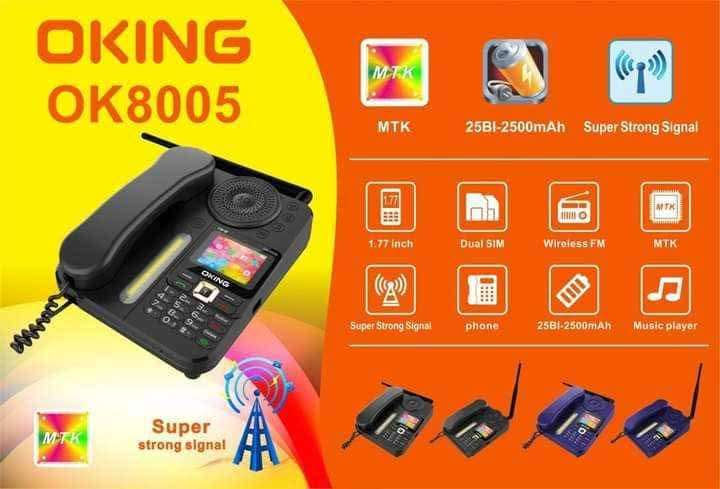 OKING
OK8005
OKING
MTK
Super
strong signal
MTK
MTK
25BI-2500mAh
Super Strong Signal
1.77
MTK
1.77 inch
Dual SIM
Wireless FM
MTK
Super Strong Signal
phone
25BI-2500mAh
Music player